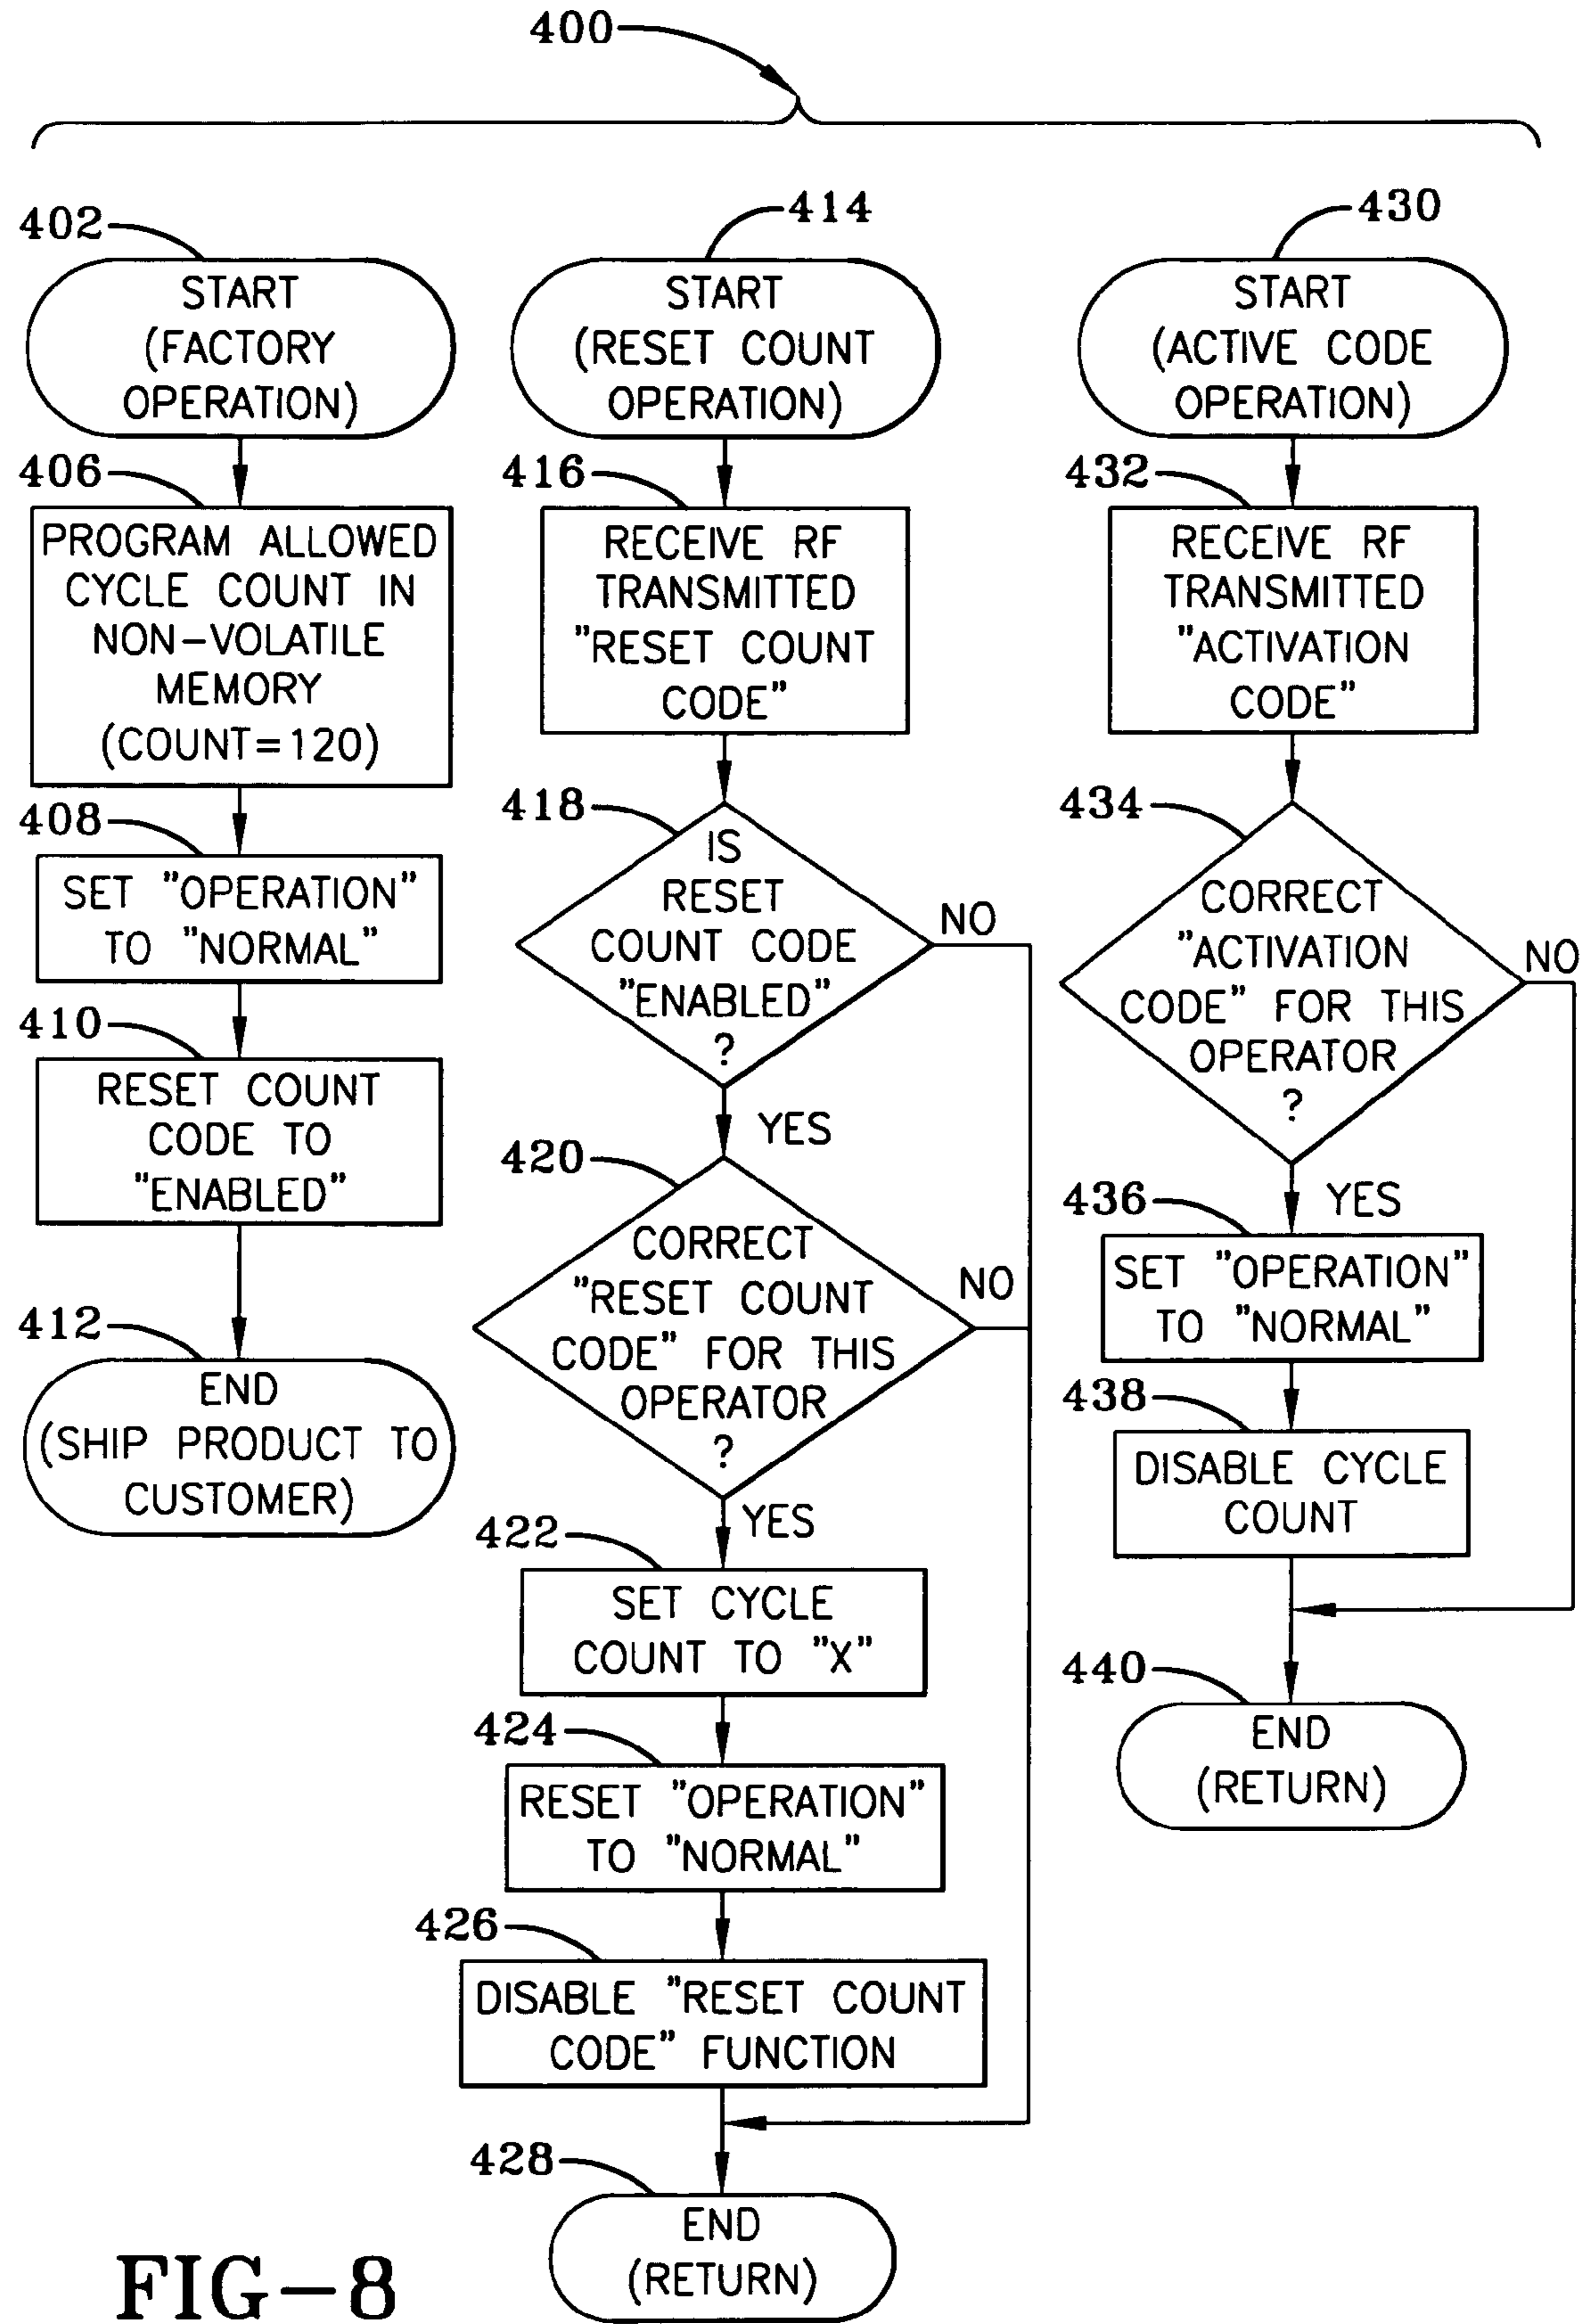 400
402
START
(FACTORY
OPERATION)
406
PROGRAM ALLOWED
CYCLE COUNT IN
NON-VOLATILE
MEMORY
(COUNT=120)
408
SET "OPERATION"
TO "NORMAL"
410
RESET COUNT
CODE TO
"ENABLED"
412
END
(SHIP PRODUCT TO
CUSTOMER)
414
START
(RESET COUNT
OPERATION)
416
RECEIVE RF
TRANSMITTED
"RESET COUNT
CODE"
418
IS
RESET
COUNT CODE
"ENABLED"
?
NO
YES
420
CORRECT
"RESET COUNT
CODE" FOR THIS
OPERATOR
?
NO
YES
422
SET CYCLE
COUNT TO "X"
424
RESET "OPERATION"
TO "NORMAL"
426
DISABLE "RESET COUNT
CODE" FUNCTION
428
END
(RETURN)
430
START
(ACTIVE CODE
OPERATION)
432
RECEIVE RF
TRANSMITTED
"ACTIVATION
CODE"
434
CORRECT
"ACTIVATION
CODE" FOR THIS
OPERATOR
?
NO
YES
436
SET "OPERATION"
TO "NORMAL"
438
DISABLE CYCLE
COUNT
440
END
(RETURN)
FIG-8